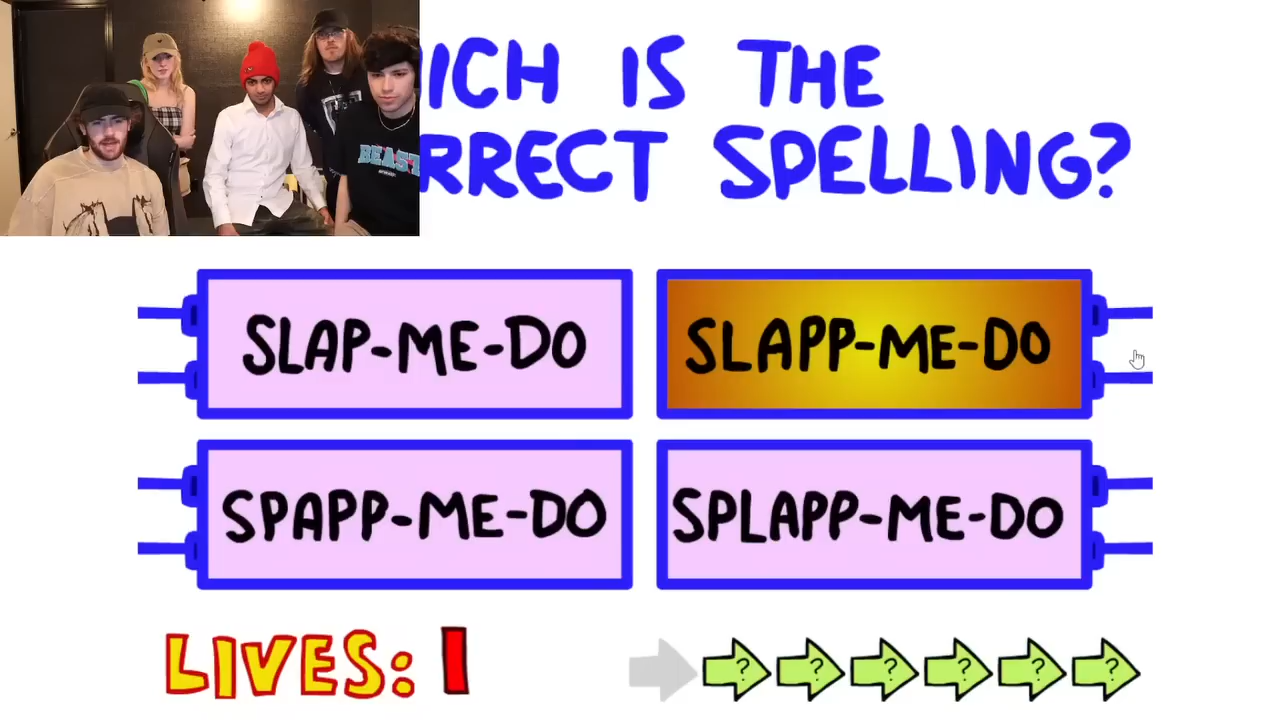 ICH IS THE
RRECT SPELLING?
BEAST
SLAP-ME-DO
SLAPP-ME-DO
SPAPP-ME-DO
SPLAPP-ME-DO
LIVES: 1
? ? ? ? ? ?